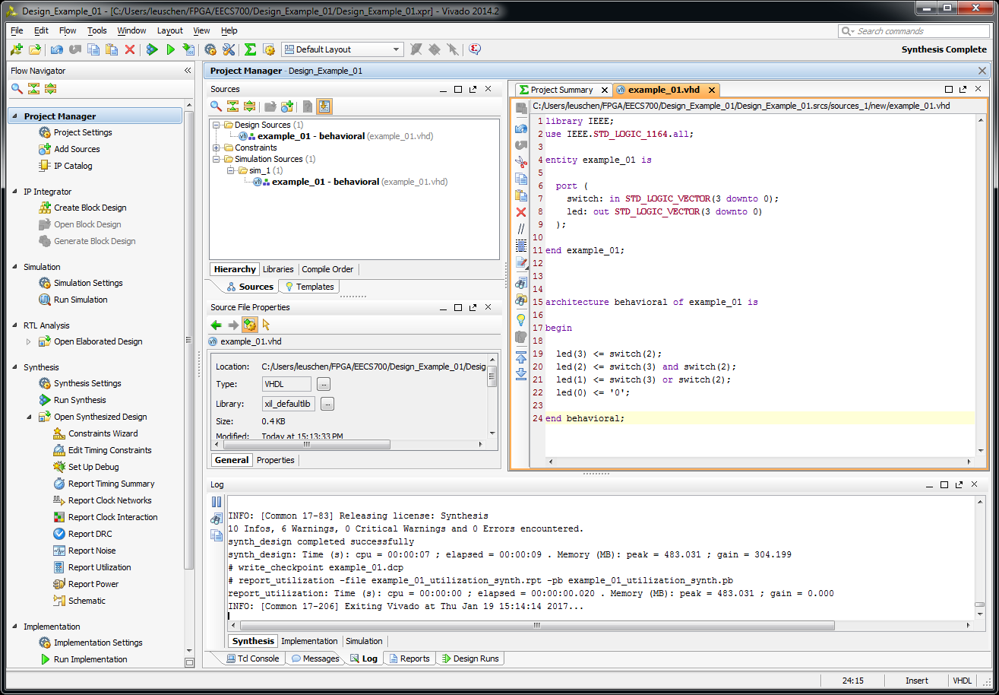 Design_Example_01 - [C:/Users/leuschen/FPGA/EECS700/Design_Example_01/Design_Example_01.xpr] - Vivado 2014.2
File Edit Flow Tools Window Layout View Help
Search commands
Default Layout
Synthesis Complete
Flow Navigator
Project Manager
Project Settings
Add Sources
IP Catalog
IP Integrator
Create Block Design
Open Block Design
Generate Block Design
Simulation
Simulation Settings
Run Simulation
RTL Analysis
Open Elaborated Design
Synthesis
Synthesis Settings
Run Synthesis
Open Synthesized Design
Constraints Wizard
Edit Timing Constraints
Set Up Debug
Report Timing Summary
Report Clock Networks
Report Clock Interaction
Report DRC
Report Noise
Report Utilization
Report Power
Schematic
Implementation
Implementation Settings
Run Implementation
Project Manager - Design_Example_01
Sources
Design Sources (1)
example_01 - behavioral (example_01.vhd)
Constraints
Simulation Sources (1)
sim_1 (1)
example_01 - behavioral (example_01.vhd)
Hierarchy Libraries Compile Order
Sources Templates
Source File Properties
example_01.vhd
Location: C:/Users/leuschen/FPGA/EECS700/Design_Example_01/Desig
Type: VHDL ...
Library: xil_defaultlib ...
Size: 0.4 KB
Modified: Today at 15:13:33 PM
General Properties
Project Summary example_01.vhd
C:/Users/leuschen/FPGA/EECS700/Design_Example_01/Design_Example_01.srcs/sources_1/new/example_01.vhd
1 library IEEE;
2 use IEEE.STD_LOGIC_1164.all;
3
4 entity example_01 is
5
6 port (
7 switch: in STD_LOGIC_VECTOR(3 downto 0);
8 led: out STD_LOGIC_VECTOR(3 downto 0)
9 );
10
11 end example_01;
12
13
14
15 architecture behavioral of example_01 is
16
17 begin
18
19 led(3) <= switch(2);
20 led(2) <= switch(3) and switch(2);
21 led(1) <= switch(3) or switch(2);
22 led(0) <= '0';
23
24 end behavioral;
Log
INFO: [Common 17-83] Releasing license: Synthesis
10 Infos, 6 Warnings, 0 Critical Warnings and 0 Errors encountered.
synth_design completed successfully
synth_design: Time (s): cpu = 00:00:07 ; elapsed = 00:00:09 . Memory (MB): peak = 483.031 ; gain = 304.199
# write_checkpoint example_01.dcp
# report_utilization -file example_01_utilization_synth.rpt -pb example_01_utilization_synth.pb
report_utilization: Time (s): cpu = 00:00:00 ; elapsed = 00:00:00.020 . Memory (MB): peak = 483.031 ; gain = 0.000
INFO: [Common 17-206] Exiting Vivado at Thu Jan 19 15:14:14 2017...
Synthesis Implementation Simulation
Tcl Console Messages Log Reports Design Runs
24:15 Insert VHDL